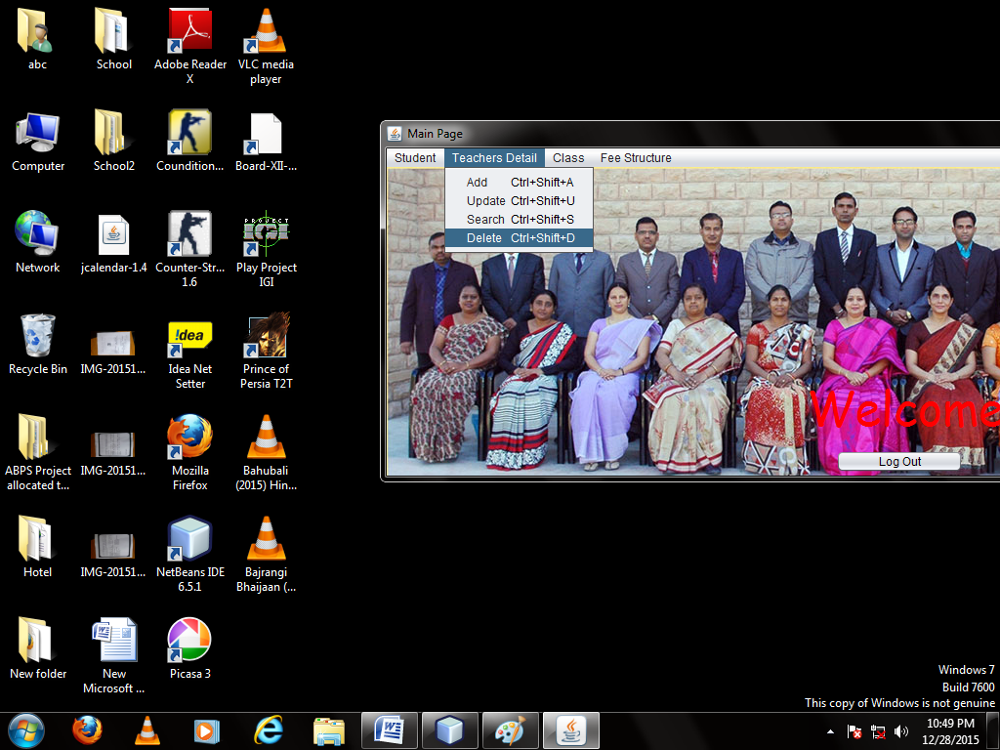 abc
School
Adobe Reader
X
VLC media
player
Computer
School2
Coundition...
Board-XII-...
Network
jcalendar-1.4
Counter-Str...
1.6
PROJECT
IGI
Play Project
IGI
Recycle Bin
IMG-20151...
!dea
Idea Net
Setter
Prince of
Persia T2T
ABPS Project
allocated t...
IMG-20151...
Mozilla
Firefox
Bahubali
(2015) Hin...
Hotel
IMG-20151...
NetBeans IDE
6.5.1
Bajrangi
Bhaijaan (...
New folder
New
Microsoft ...
Picasa 3
Main Page
Student Teachers Detail Class Fee Structure
Add Ctrl+Shift+A
Update Ctrl+Shift+U
Search Ctrl+Shift+S
Delete Ctrl+Shift+D
Welcome
Log Out
Windows 7
Build 7600
This copy of Windows is not genuine
10:49 PM
12/28/2015